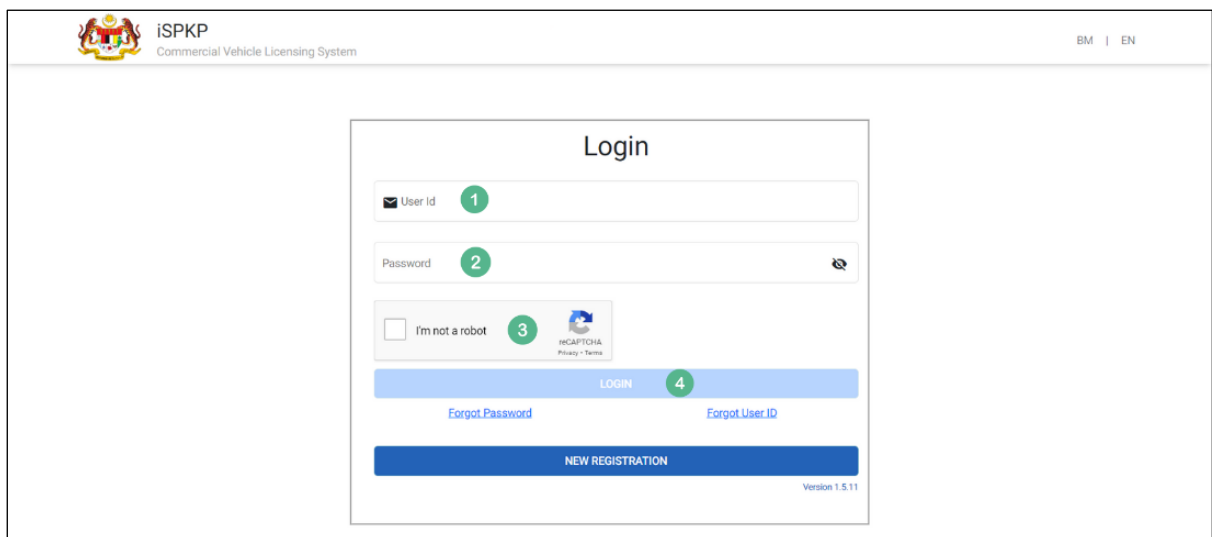 iSPKP
Commercial Vehicle Licensing System
BM | EN
Login
User Id 1
Password 2
I'm not a robot 3
reCAPTCHA
Privacy • Terms
LOGIN 4
Forgot Password Forgot User ID
NEW REGISTRATION
Version 1.5.11